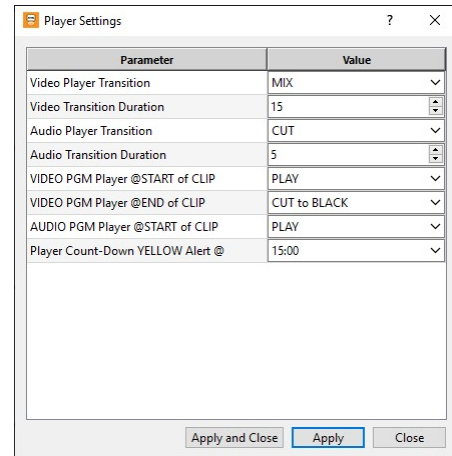 Player Settings ?
Parameter Value
Video Player Transition MIX
Video Transition Duration 15
Audio Player Transition CUT
Audio Transition Duration 5
VIDEO PGM Player @START of CLIP PLAY
VIDEO PGM Player @END of CLIP CUT to BLACK
AUDIO PGM Player @START of CLIP PLAY
Player Count-Down YELLOW Alert @ 15:00
Apply and Close Apply Close